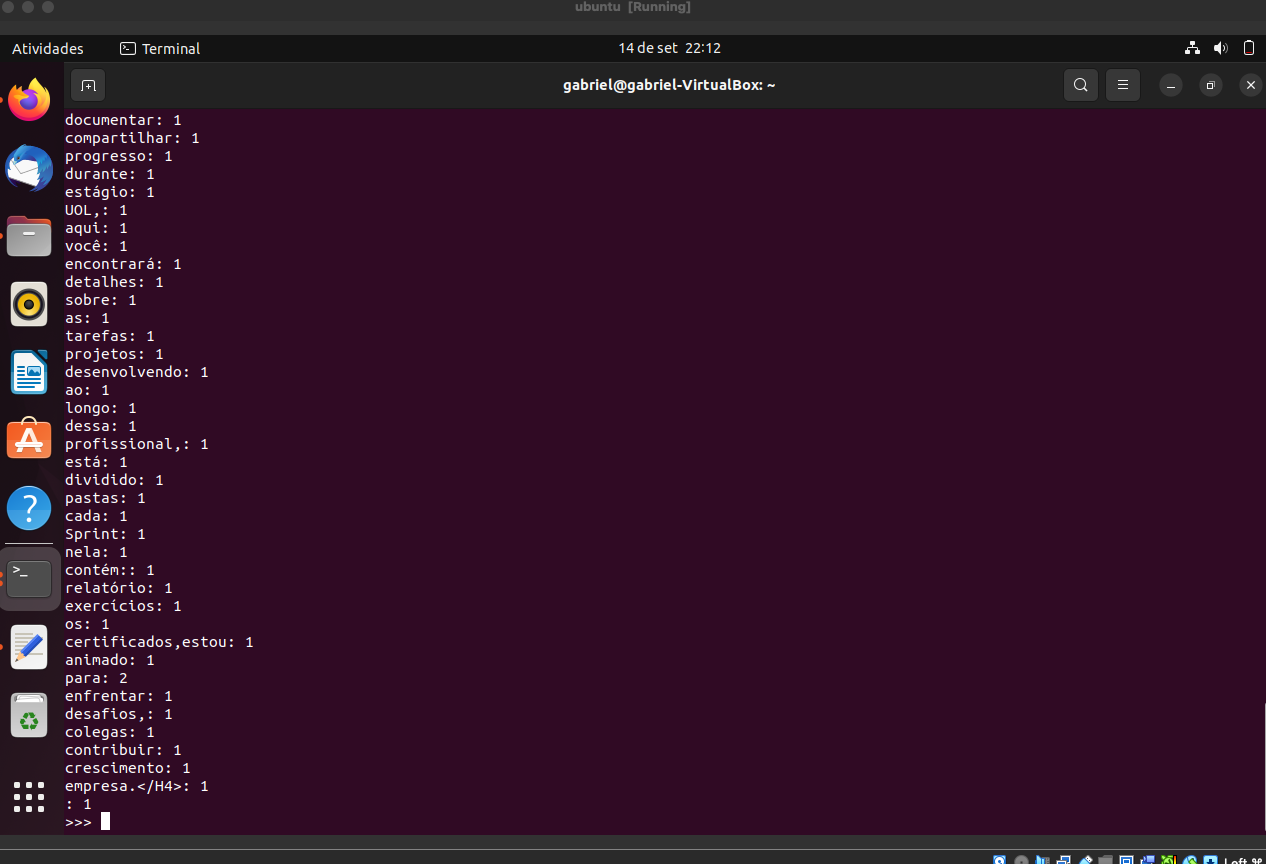 ubuntu [Running]
Atividades Terminal 14 de set 22:12
gabriel@gabriel-VirtualBox: ~
documentar: 1
compartilhar: 1
progresso: 1
durante: 1
estágio: 1
UOL,: 1
aqui: 1
você: 1
encontrará: 1
detalhes: 1
sobre: 1
as: 1
tarefas: 1
projetos: 1
desenvolvendo: 1
ao: 1
longo: 1
dessa: 1
profissional,: 1
está: 1
dividido: 1
pastas: 1
cada: 1
Sprint: 1
nela: 1
contém:: 1
relatório: 1
exercícios: 1
os: 1
certificados,estou: 1
animado: 1
para: 2
enfrentar: 1
desafios,: 1
colegas: 1
contribuir: 1
crescimento: 1
empresa.</H4>: 1
: 1
>>>
Left ⌘